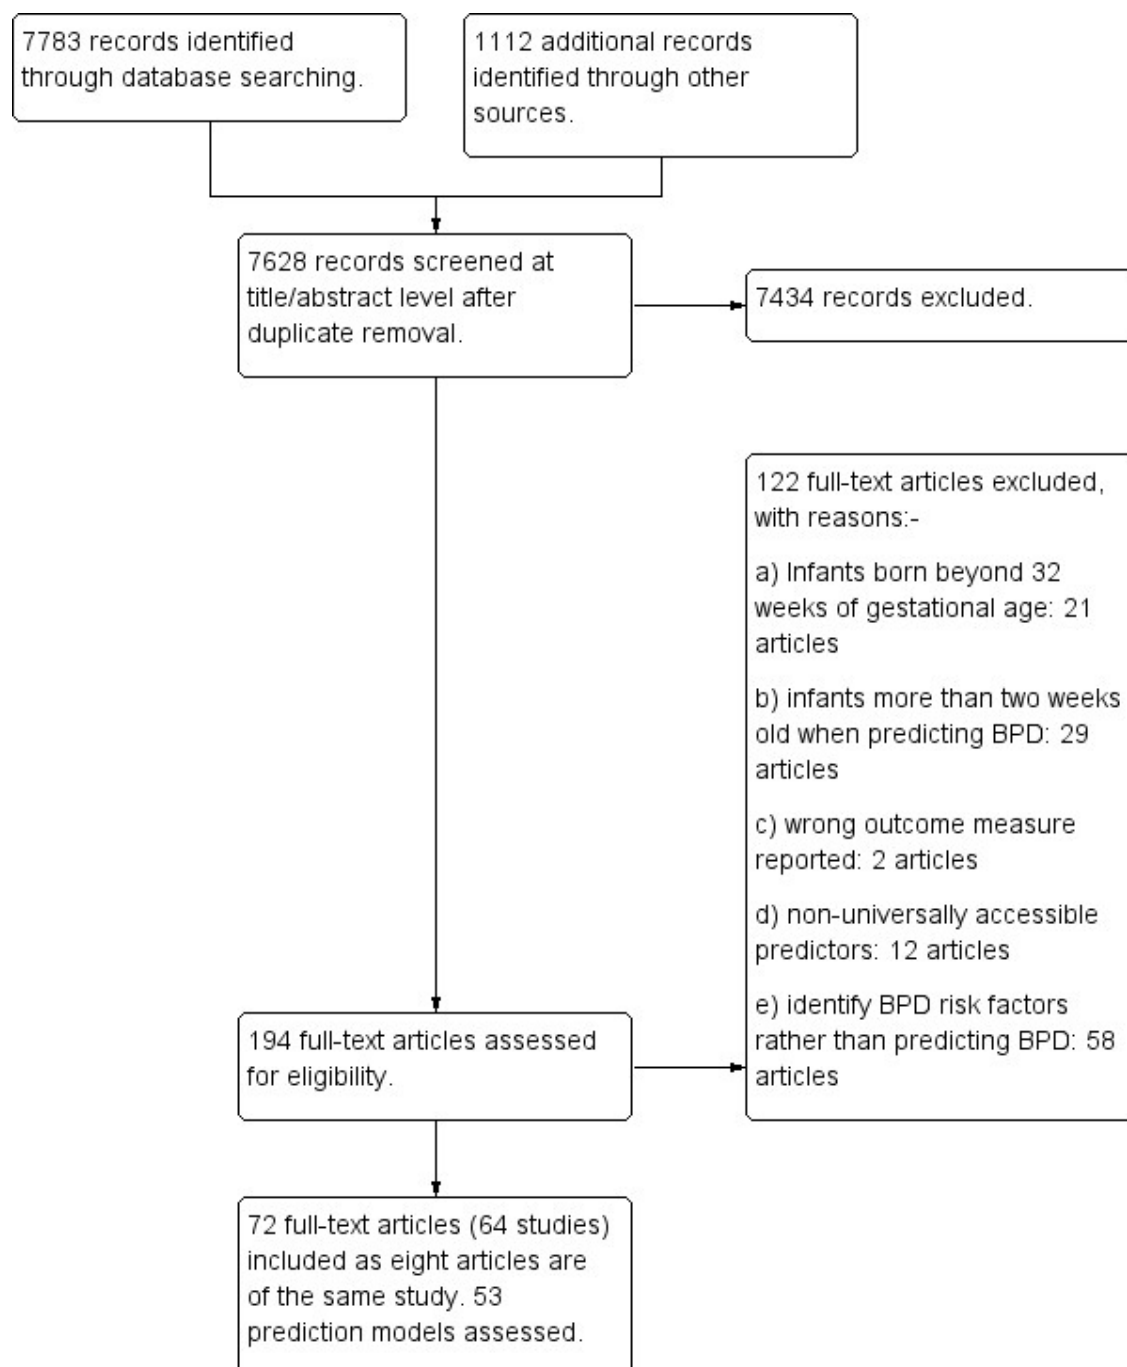 7783 records identified
through database searching.
1112 additional records
identified through other
sources.
7628 records screened at
title/abstract level after
duplicate removal.
7434 records excluded.
122 full-text articles excluded,
with reasons:-
a) Infants born beyond 32
weeks of gestational age: 21
articles
b) infants more than two weeks
old when predicting BPD: 29
articles
c) wrong outcome measure
reported: 2 articles
d) non-universally accessible
predictors: 12 articles
e) identify BPD risk factors
rather than predicting BPD: 58
articles
194 full-text articles assessed
for eligibility.
72 full-text articles (64 studies)
included as eight articles are
of the same study. 53
prediction models assessed.